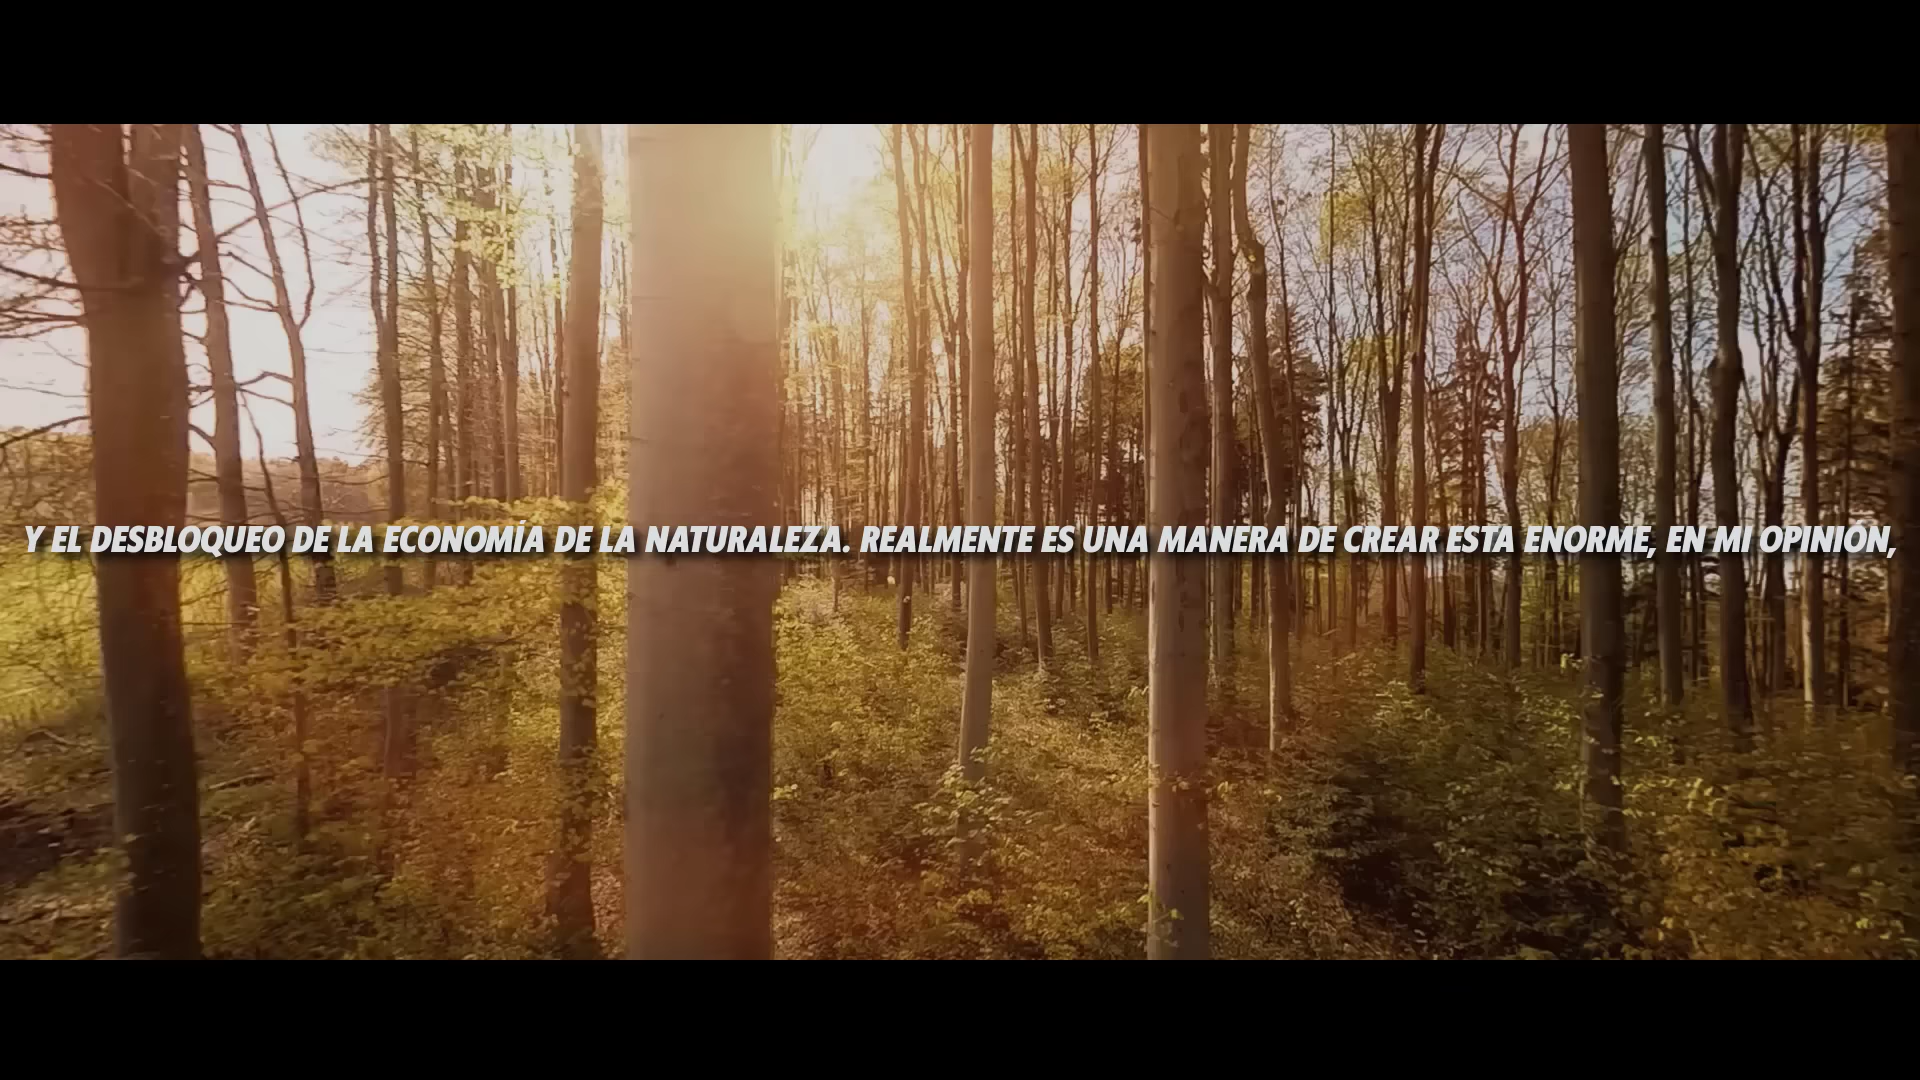 Y EL DESBLOQUEO DE LA ECONOMÍA DE LA NATURALEZA. REALMENTE ES UNA MANERA DE CREAR ESTA ENORME, EN MI OPINIÓN,